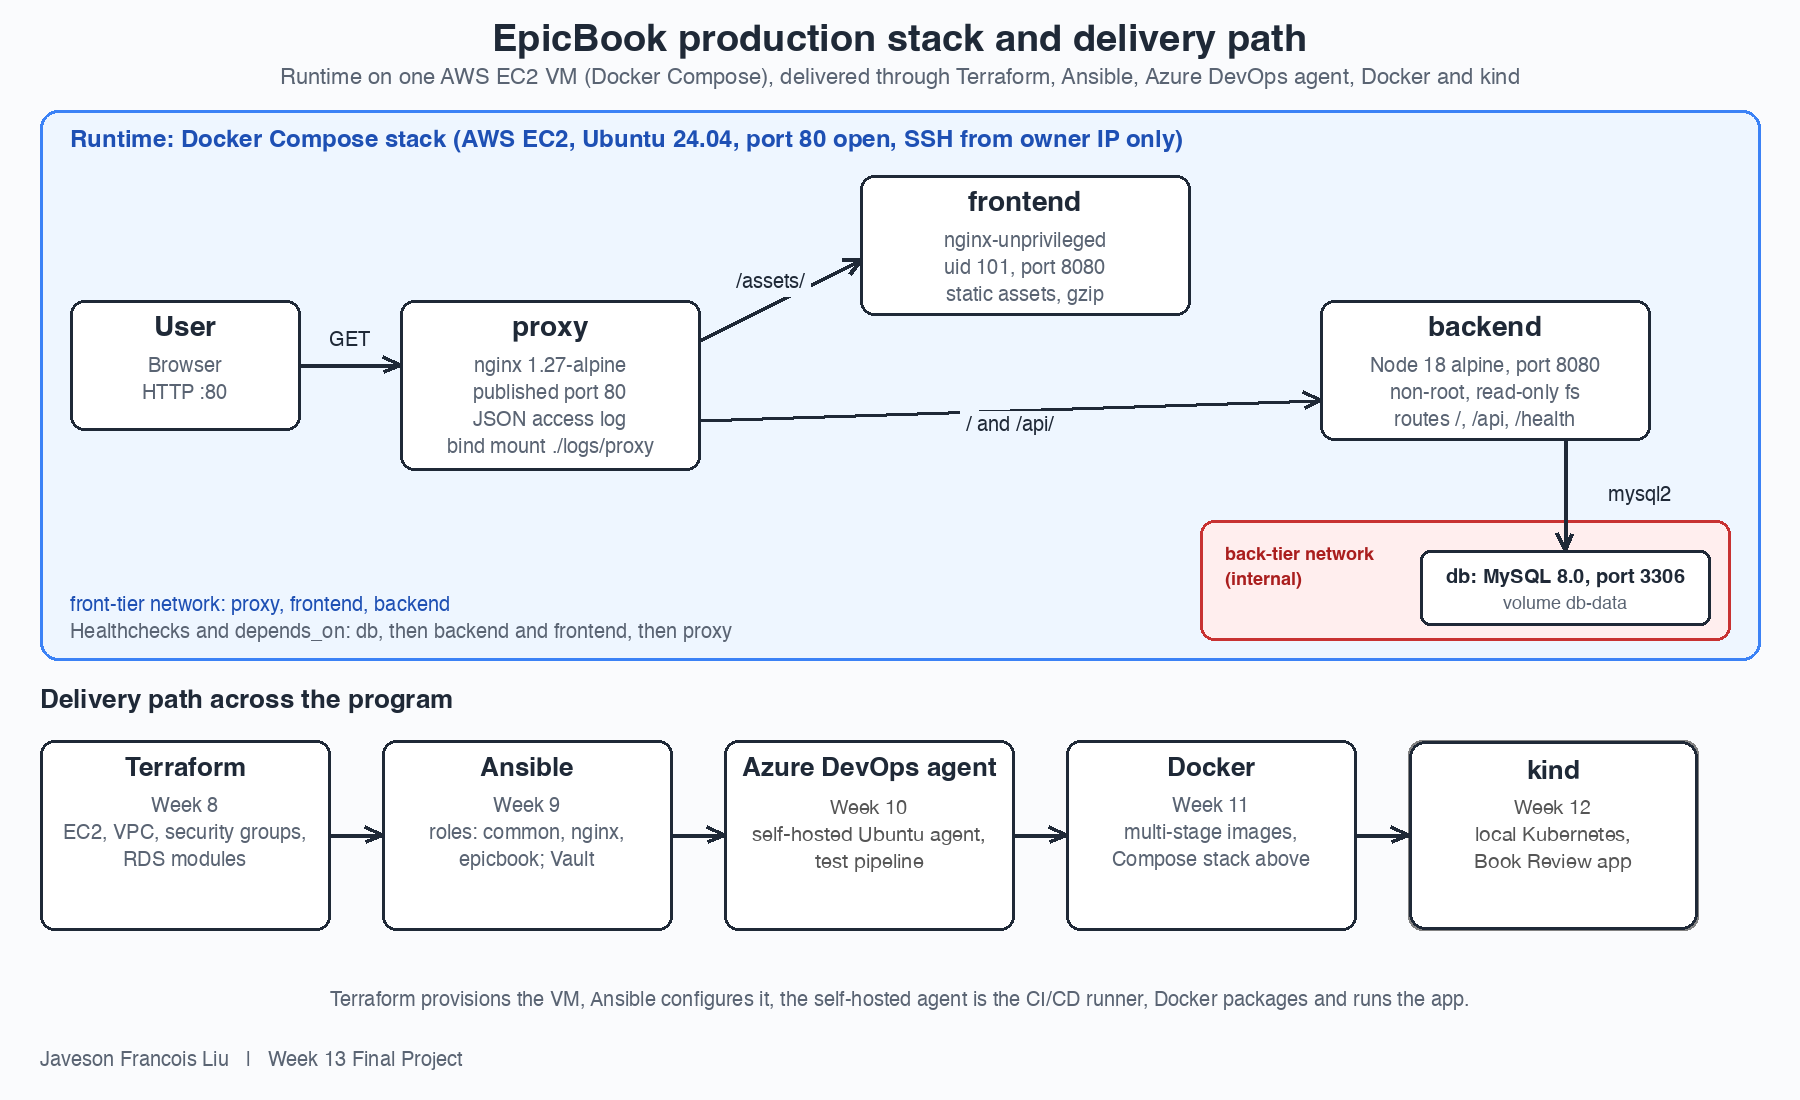 EpicBook production stack and delivery path
Runtime on one AWS EC2 VM (Docker Compose), delivered through Terraform, Ansible, Azure DevOps agent, Docker and kind
Runtime: Docker Compose stack (AWS EC2, Ubuntu 24.04, port 80 open, SSH from owner IP only)
User
Browser
HTTP :80
GET
proxy
nginx 1.27-alpine
published port 80
JSON access log
bind mount ./logs/proxy
/assets/
frontend
nginx-unprivileged
uid 101, port 8080
static assets, gzip
/ and /api/
backend
Node 18 alpine, port 8080
non-root, read-only fs
routes /, /api, /health
mysql2
back-tier network
(internal)
db: MySQL 8.0, port 3306
volume db-data
front-tier network: proxy, frontend, backend
Healthchecks and depends_on: db, then backend and frontend, then proxy
Delivery path across the program
Terraform
Week 8
EC2, VPC, security groups,
RDS modules
Ansible
Week 9
roles: common, nginx,
epicbook; Vault
Azure DevOps agent
Week 10
self-hosted Ubuntu agent,
test pipeline
Docker
Week 11
multi-stage images,
Compose stack above
kind
Week 12
local Kubernetes,
Book Review app
Terraform provisions the VM, Ansible configures it, the self-hosted agent is the CI/CD runner, Docker packages and runs the app.
Javeson Francois Liu | Week 13 Final Project